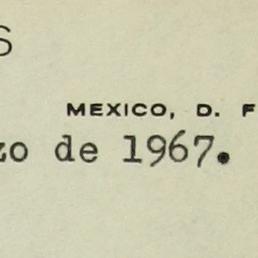 S
MEXICO, D. F
zo de 1967.